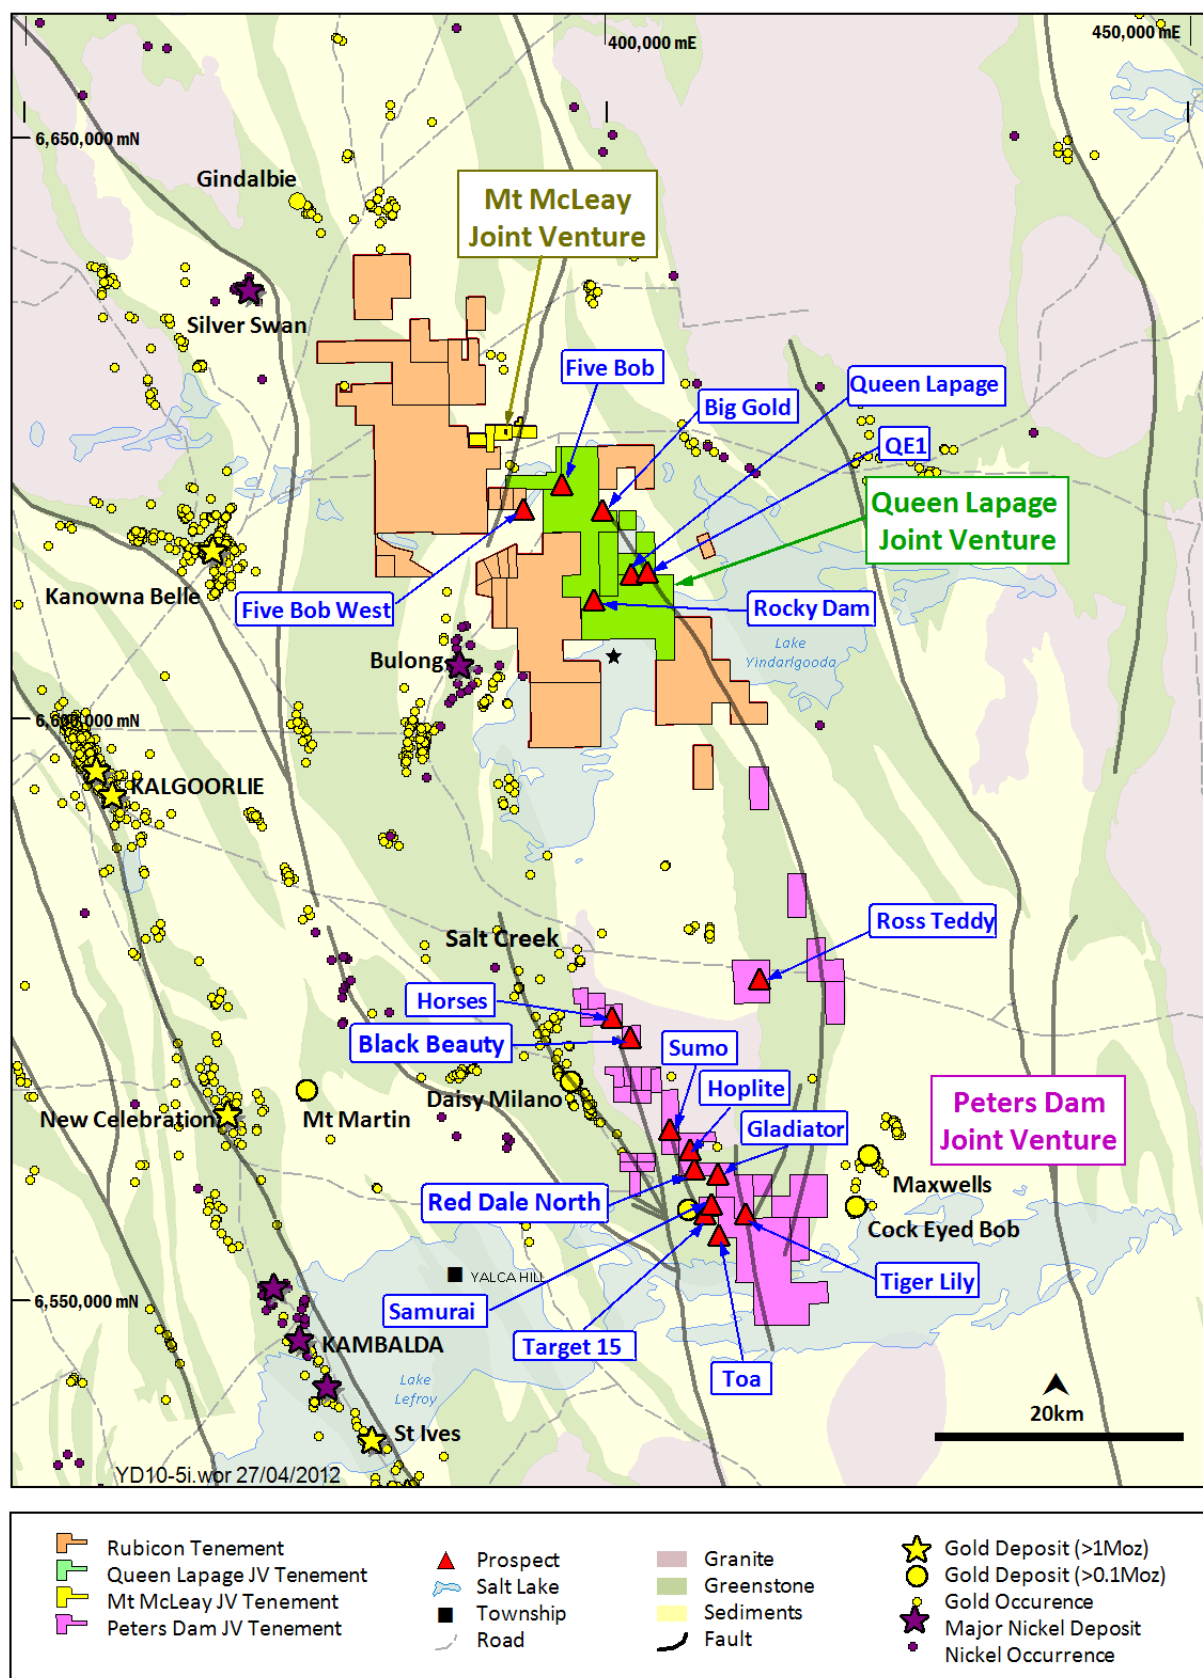 400,000 mE
450,000 mE
6,650,000 mN
Gindalbie
Mt McLeay
Joint Venture
Silver Swan
Five Bob
Queen Lapage
Big Gold
QE1
Queen Lapage
Joint Venture
Kanowna Belle
Five Bob West
Rocky Dam
Lake
Yindarlgooda
Bulong
6,600,000 mN
KALGOORLIE
Salt Creek
Ross Teddy
Horses
Black Beauty
Sumo
Hoplite
Daisy Milano
Gladiator
Peters Dam
Joint Venture
New Celebration
Mt Martin
Maxwells
Red Dale North
Cock Eyed Bob
YALCA HILL
Tiger Lily
6,550,000 mN
Samurai
KAMBALDA
Target 15
Toa
Lake
Lefroy
20km
St Ives
YD10-5i.wor 27/04/2012
Rubicon Tenement
Queen Lapage JV Tenement
Mt McLeay JV Tenement
Peters Dam JV Tenement
Prospect
Salt Lake
Township
Road
Granite
Greenstone
Sediments
Fault
Gold Deposit (>1Moz)
Gold Deposit (>0.1Moz)
Gold Occurence
Major Nickel Deposit
Nickel Occurrence